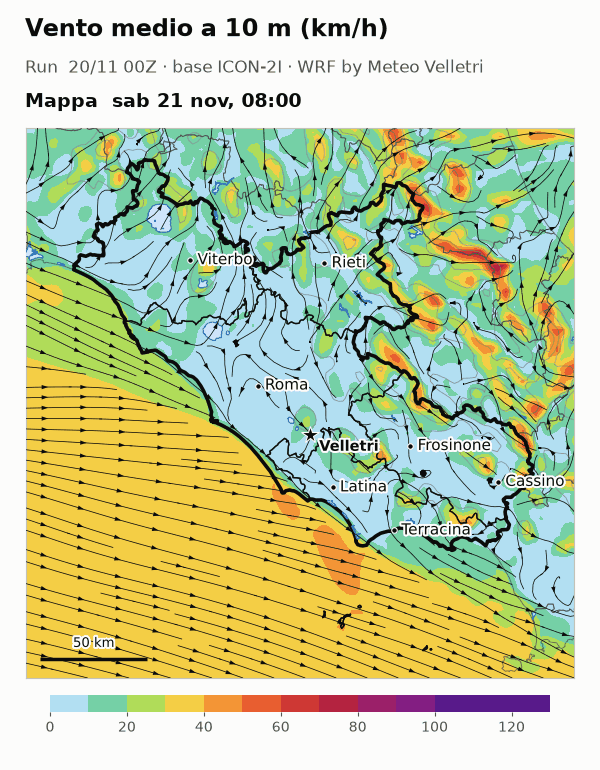 Vento medio a 10 m (km/h)
Run 20/11 00Z · base ICON-2I · WRF by Meteo Velletri
Mappa sab 21 nov, 08:00
Viterbo
Rieti
Roma
Velletri
Frosinone
Cassino
Latina
Terracina
50 km
0 20 40 60 80 100 120